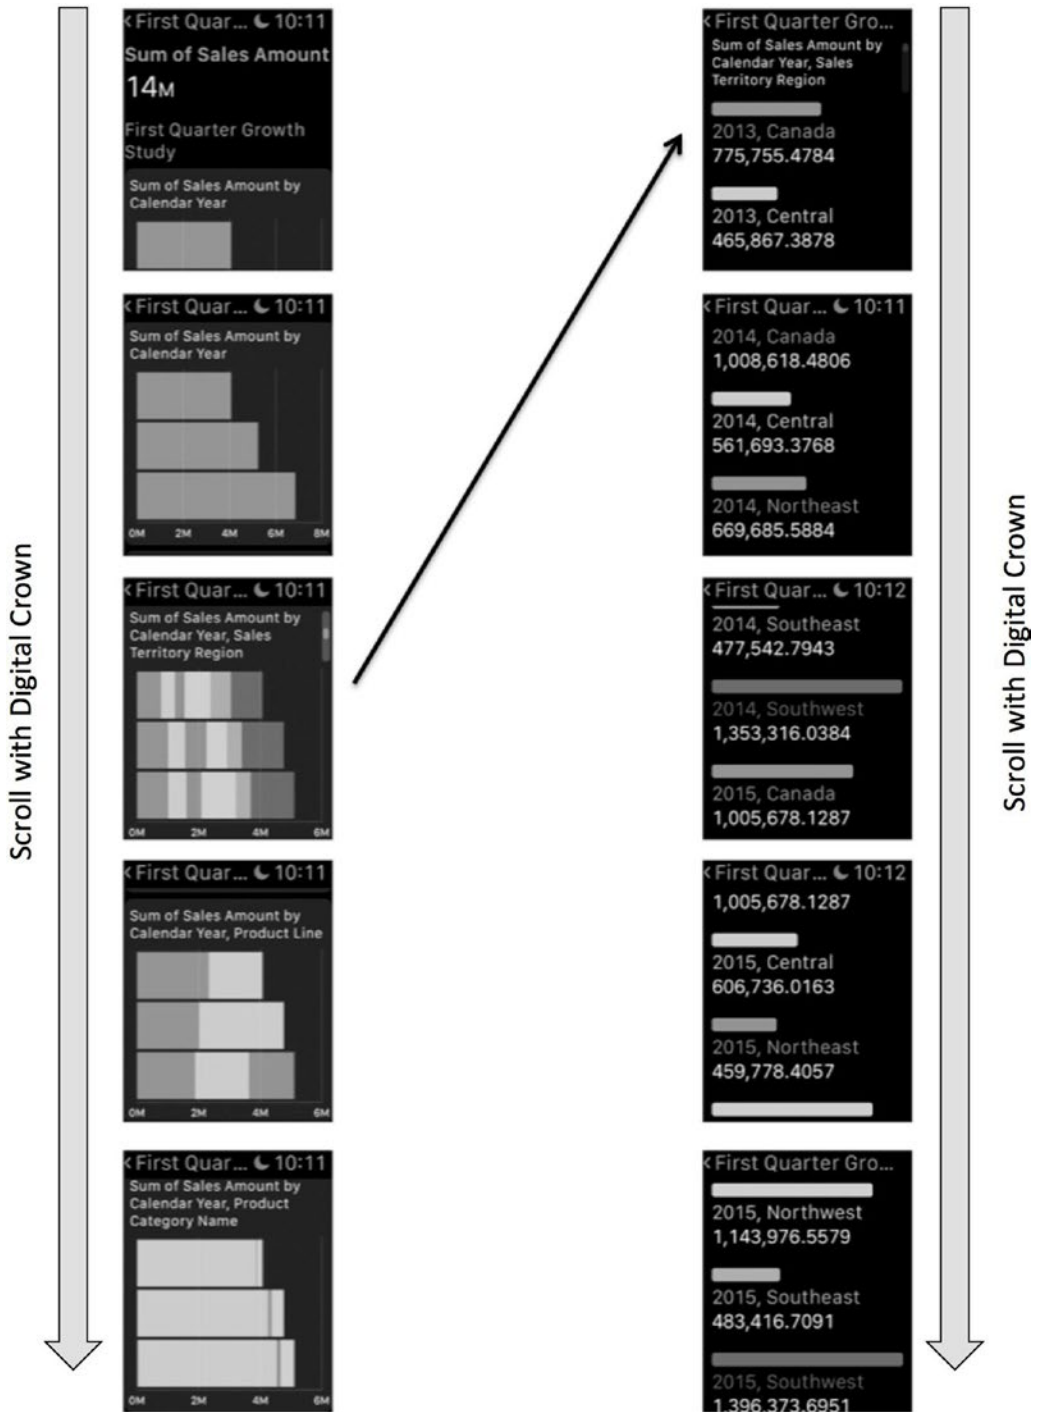 Scroll with Digital Crown
‹ First Quar... 10:11
Sum of Sales Amount
14M
First Quarter Growth
Study
Sum of Sales Amount by
Calendar Year
‹ First Quar... 10:11
Sum of Sales Amount by
Calendar Year
0M 2M 4M 6M 8M
‹ First Quar... 10:11
Sum of Sales Amount by
Calendar Year, Sales
Territory Region
0M 2M 4M 6M
‹ First Quar... 10:11
Sum of Sales Amount by
Calendar Year, Product Line
0M 2M 4M 6M
‹ First Quar... 10:11
Sum of Sales Amount by
Calendar Year, Product
Category Name
0M 2M 4M 6M
‹ First Quarter Gro...
Sum of Sales Amount by
Calendar Year, Sales
Territory Region
2013, Canada
775,755.4784
2013, Central
465,867.3878
‹ First Quar... 10:11
2014, Canada
1,008,618.4806
2014, Central
561,693.3768
2014, Northeast
669,685.5884
‹ First Quar... 10:12
2014, Southeast
477,542.7943
2014, Southwest
1,353,316.0384
2015, Canada
1,005,678.1287
‹ First Quar... 10:12
1,005,678.1287
2015, Central
606,736.0163
2015, Northeast
459,778.4057
‹ First Quarter Gro...
2015, Northwest
1,143,976.5579
2015, Southeast
483,416.7091
2015, Southwest
1,396,373.6951
Scroll with Digital Crown